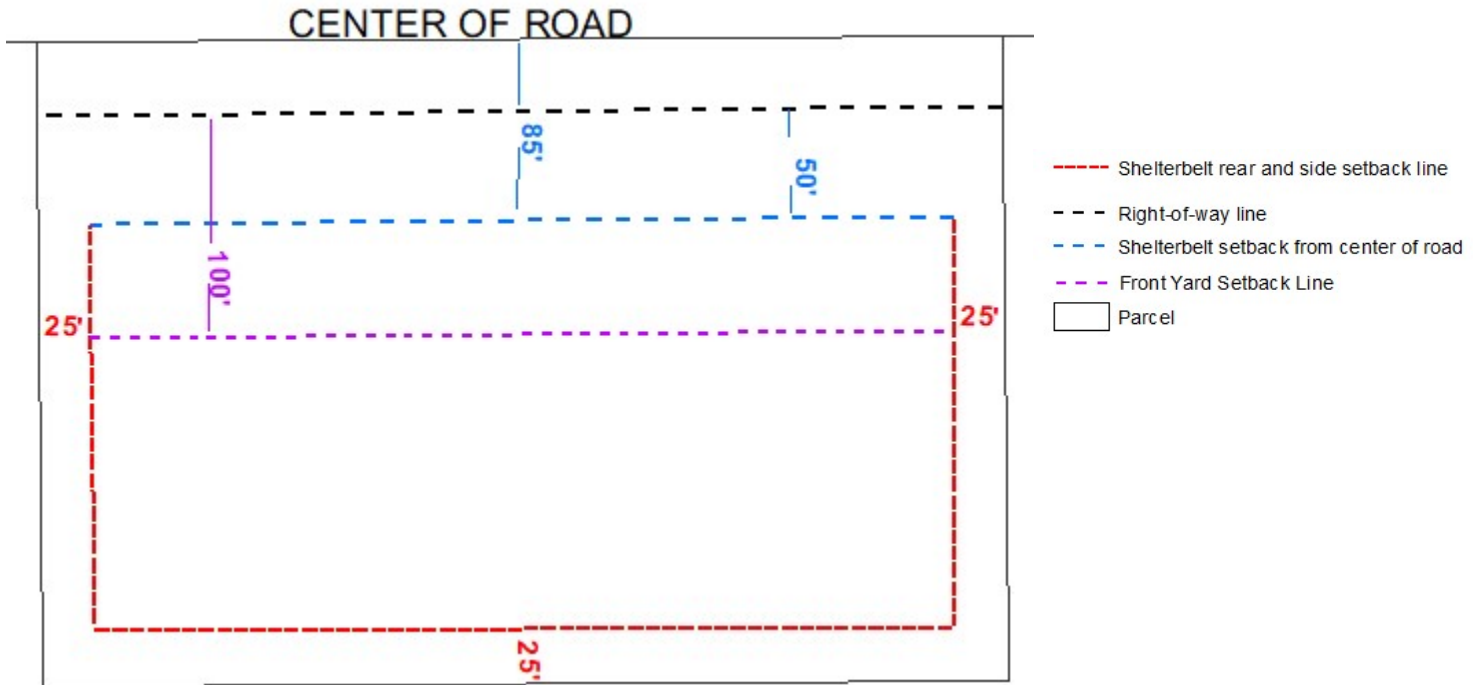 CENTER OF ROAD
85'
50'
100'
25'
25'
25'
Shelterbelt rear and side setback line
Right-of-way line
Shelterbelt setback from center of road
Front Yard Setback Line
Parcel